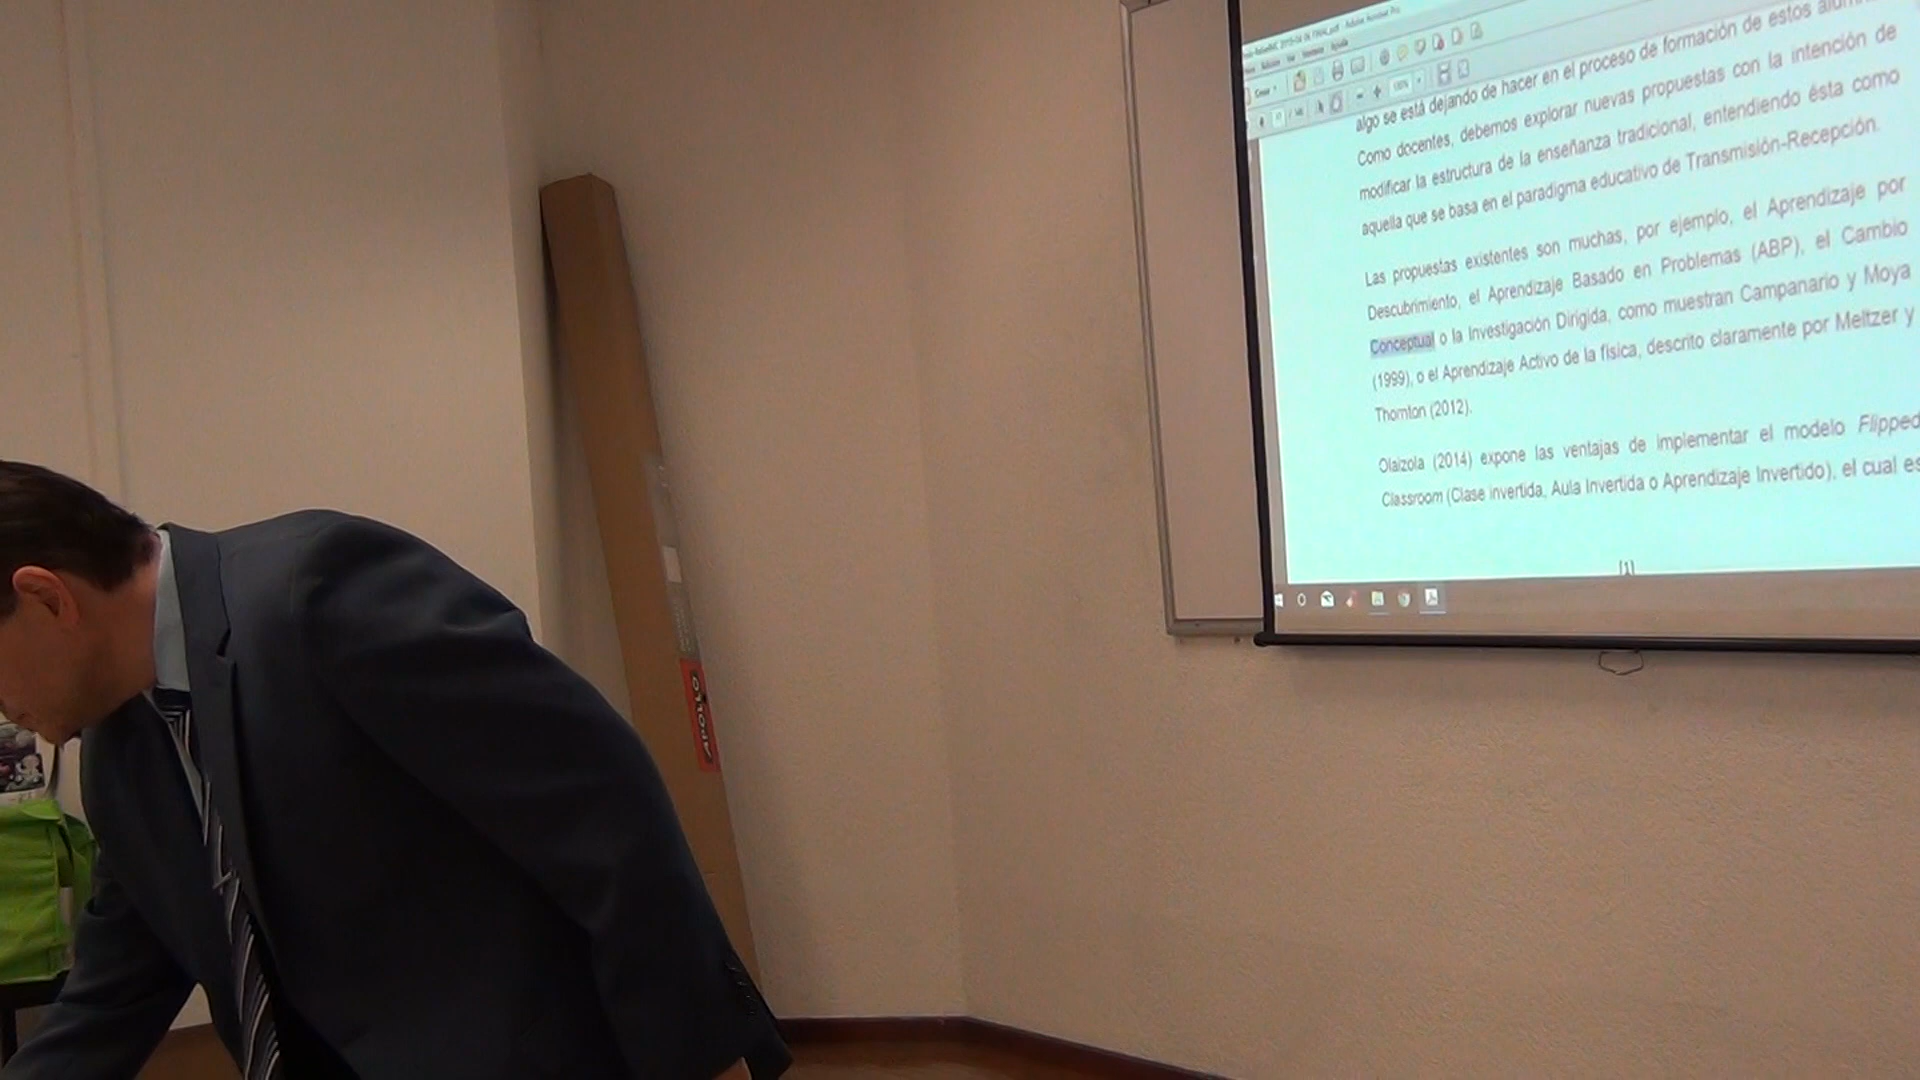 Adobe Acrobat Pro
algo se está dejando de hacer en el proceso de formación de estos
Como docentes, debemos explorar nuevas propuestas con la intención de
modificar la estructura de la enseñanza tradicional, entendiendo ésta como
aquella que se basa en el paradigma educativo de Transmisión-Recepción.
Las propuestas existentes son muchas, por ejemplo, el Aprendizaje por
Descubrimiento, el Aprendizaje Basado en Problemas (ABP), el Cambio
Conceptual o la Investigación Dirigida, como muestran Campanario y Moya
(1999), o el Aprendizaje Activo de la física, descrito claramente por Meltzer y
Thornton (2012).
Olaizola (2014) expone las ventajas de implementar el modelo Flipped
Classroom (Clase invertida, Aula Invertida o Aprendizaje Invertido), el cual es
[1]
APOLLO